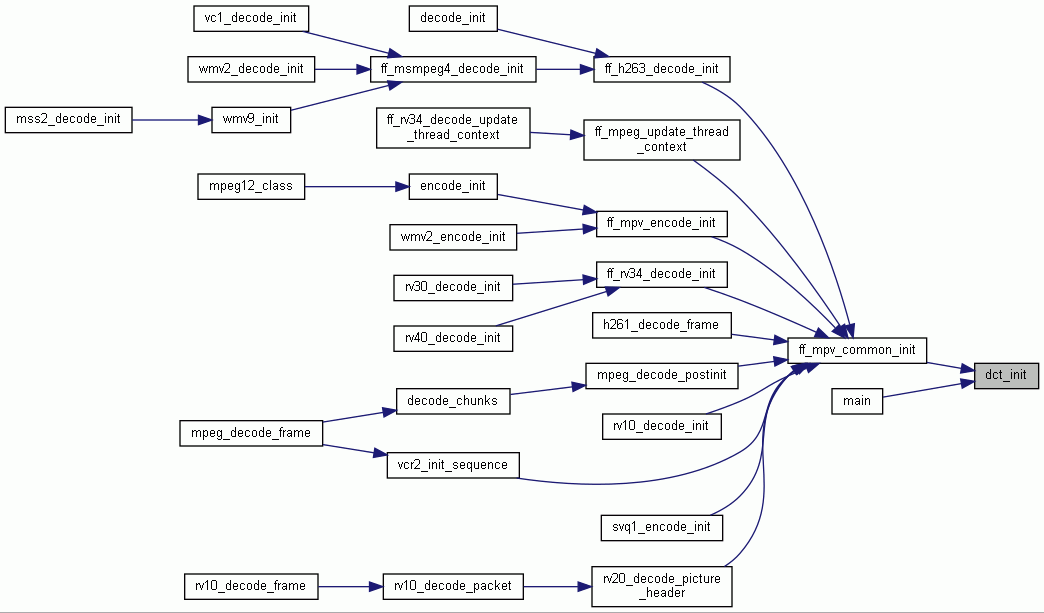 vc1_decode_init
decode_init
wmv2_decode_init
ff_msmpeg4_decode_init
ff_h263_decode_init
mss2_decode_init
wmv9_init
ff_rv34_decode_update
_thread_context
ff_mpeg_update_thread
_context
mpeg12_class
encode_init
wmv2_encode_init
ff_mpv_encode_init
rv30_decode_init
ff_rv34_decode_init
rv40_decode_init
h261_decode_frame
ff_mpv_common_init
dct_init
mpeg_decode_postinit
main
decode_chunks
rv10_decode_init
mpeg_decode_frame
vcr2_init_sequence
svq1_encode_init
rv10_decode_frame
rv10_decode_packet
rv20_decode_picture
_header